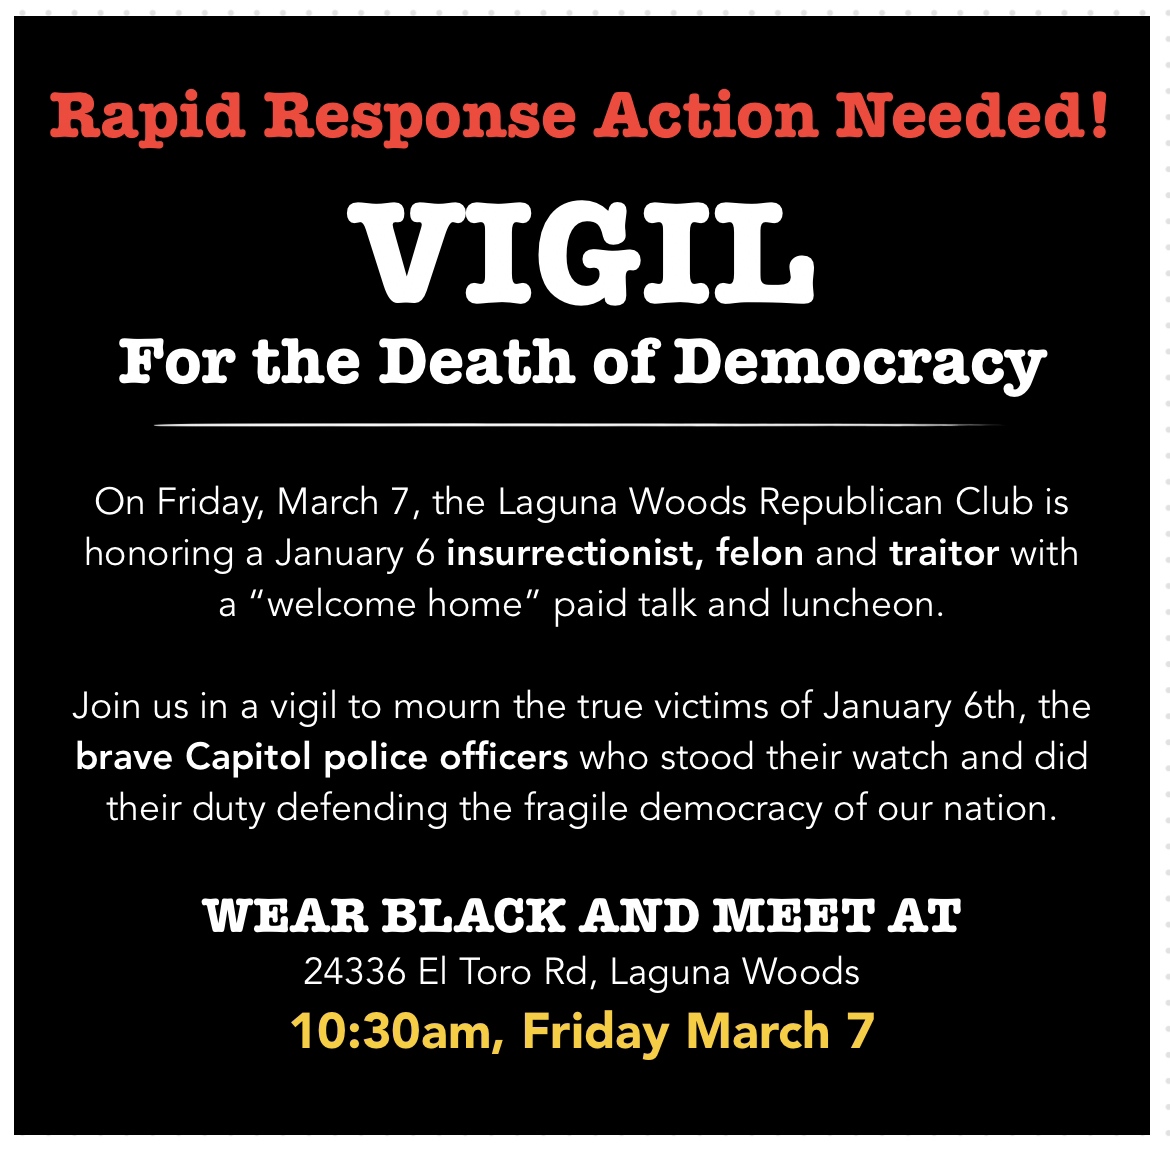 Rapid Response Action Needed!
VIGIL
For the Death of Democracy
On Friday, March 7, the Laguna Woods Republican Club is
honoring a January 6 insurrectionist, felon and traitor with
a “welcome home” paid talk and luncheon.
Join us in a vigil to mourn the true victims of January 6th, the
brave Capitol police officers who stood their watch and did
their duty defending the fragile democracy of our nation.
WEAR BLACK AND MEET AT
24336 El Toro Rd, Laguna Woods
10:30am, Friday March 7